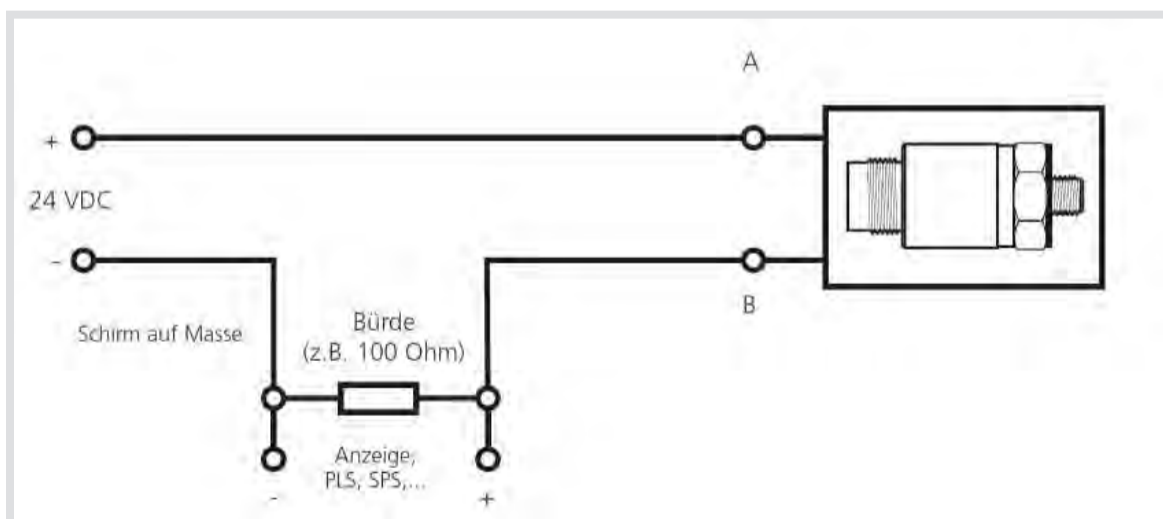 A
+
24 VDC
-
B
Schirm auf Masse
Bürde
(z.B. 100 Ohm)
Anzeige,
PLS, SPS,...
-
+